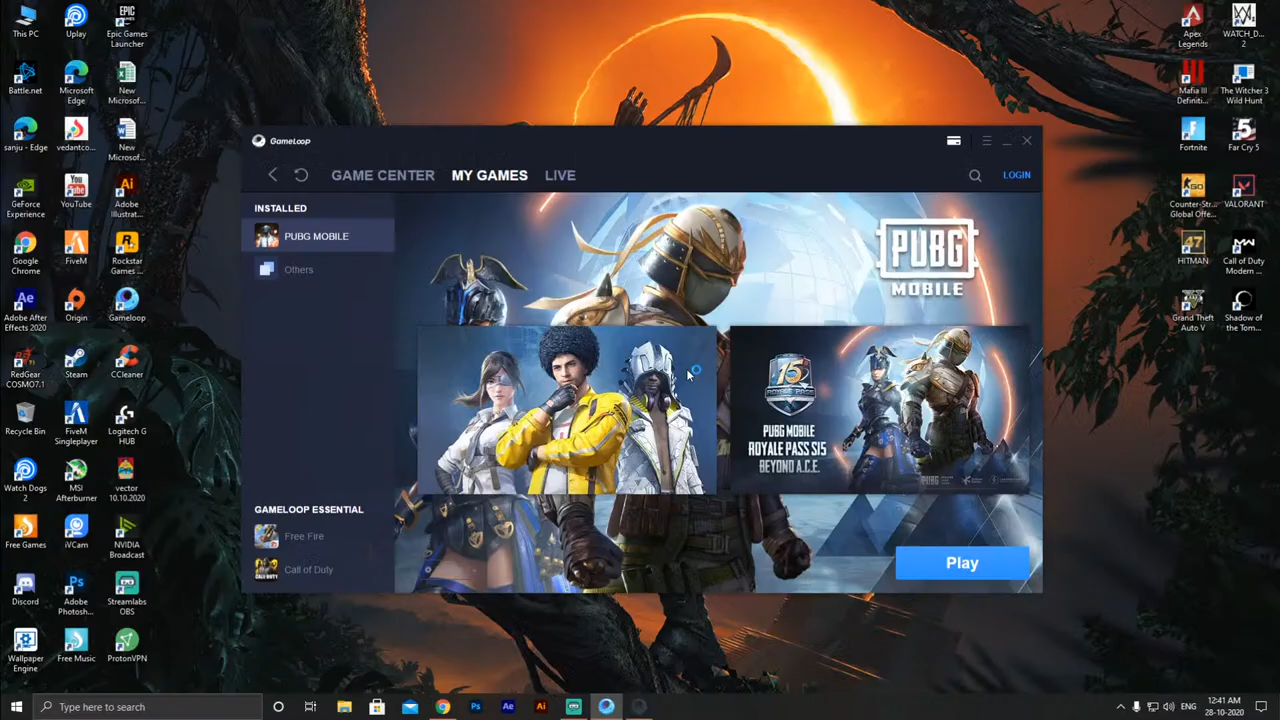 This PC
Uplay
Epic Games
Launcher
Battle.net
Microsoft
Edge
New
Microsof...
sanju - Edge
vedantco...
New
Microsof...
GeForce
Experience
YouTube
Adobe
Illustrat...
Google
Chrome
FiveM
Rockstar
Games ...
Adobe After
Effects 2020
Origin
Gameloop
RedGear
COSMO7.1
Steam
CCleaner
Recycle Bin
FiveM
Singleplayer
Logitech G
HUB
Watch Dogs
2
MSI
Afterburner
vector
10.10.2020
Free Games
iVCam
NVIDIA
Broadcast
Discord
Adobe
Photosh...
Streamlabs
OBS
Wallpaper
Engine
Free Music
ProtonVPN
GameLoop
GAME CENTER
MY GAMES
LIVE
LOGIN
INSTALLED
PUBG MOBILE
Others
GAMELOOP ESSENTIAL
Free Fire
Call of Duty
PUBG
MOBILE
15
ROYALE PASS
PUBG MOBILE
ROYALE PASS S15
BEYOND A.C.E.
Play
Apex
Legends
WATCH_D...
2
Mafia III
Definiti...
The Witcher 3
Wild Hunt
Fortnite
Far Cry 5
Counter-Str...
Global Offe...
VALORANT
HITMAN
Call of Duty
Modern ...
Grand Theft
Auto V
Shadow of
the Tom...
Type here to search
ENG
12:41 AM
28-10-2020